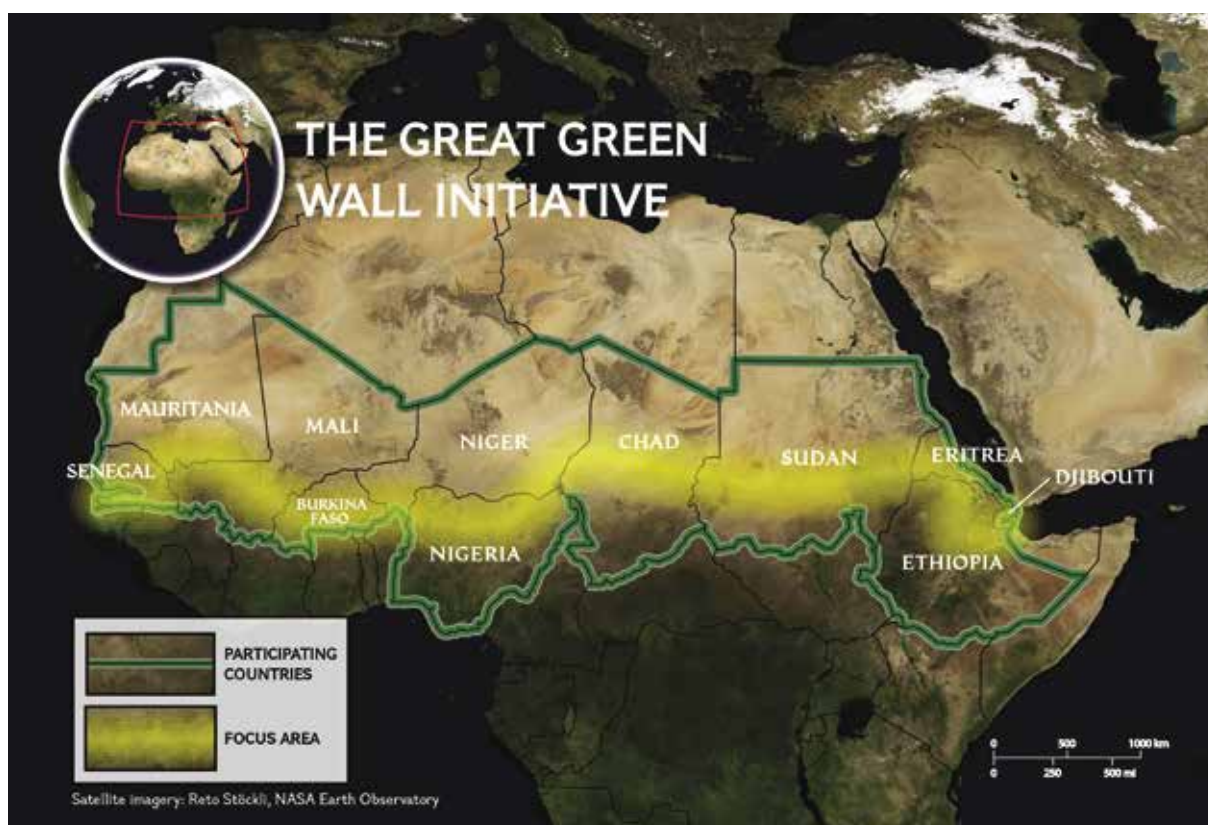 THE GREAT GREEN
WALL INITIATIVE
MAURITANIA
MALI
NIGER
CHAD
SUDAN
ERITREA
DJIBOUTI
SENEGAL
BURKINA
FASO
NIGERIA
ETHIOPIA
PARTICIPATING
COUNTRIES
FOCUS AREA
0 500 1000 km
0 250 500 mi
Satellite imagery: Reto Stöckli, NASA Earth Observatory